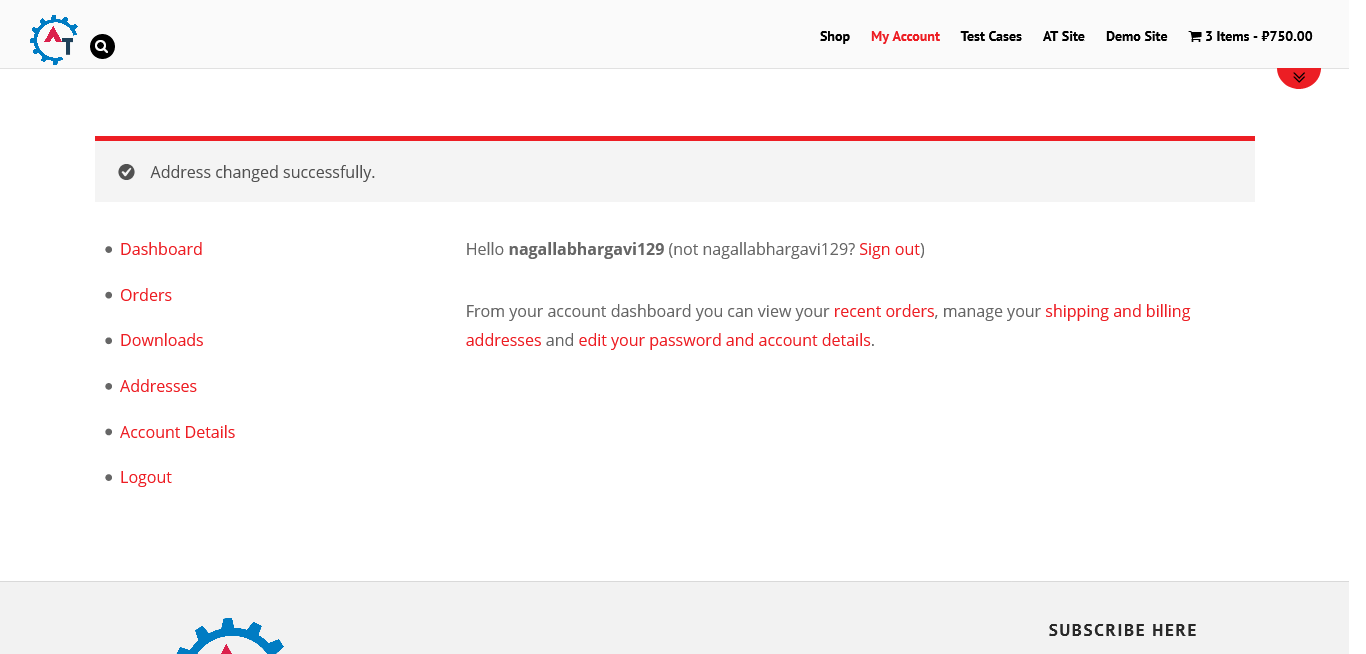 AT
Shop My Account Test Cases AT Site Demo Site 3 Items - ₽750.00
Address changed successfully.
Dashboard
Orders
Downloads
Addresses
Account Details
Logout
Hello nagallabhargavi129 (not nagallabhargavi129? Sign out)
From your account dashboard you can view your recent orders, manage your shipping and billing
addresses and edit your password and account details.
SUBSCRIBE HERE